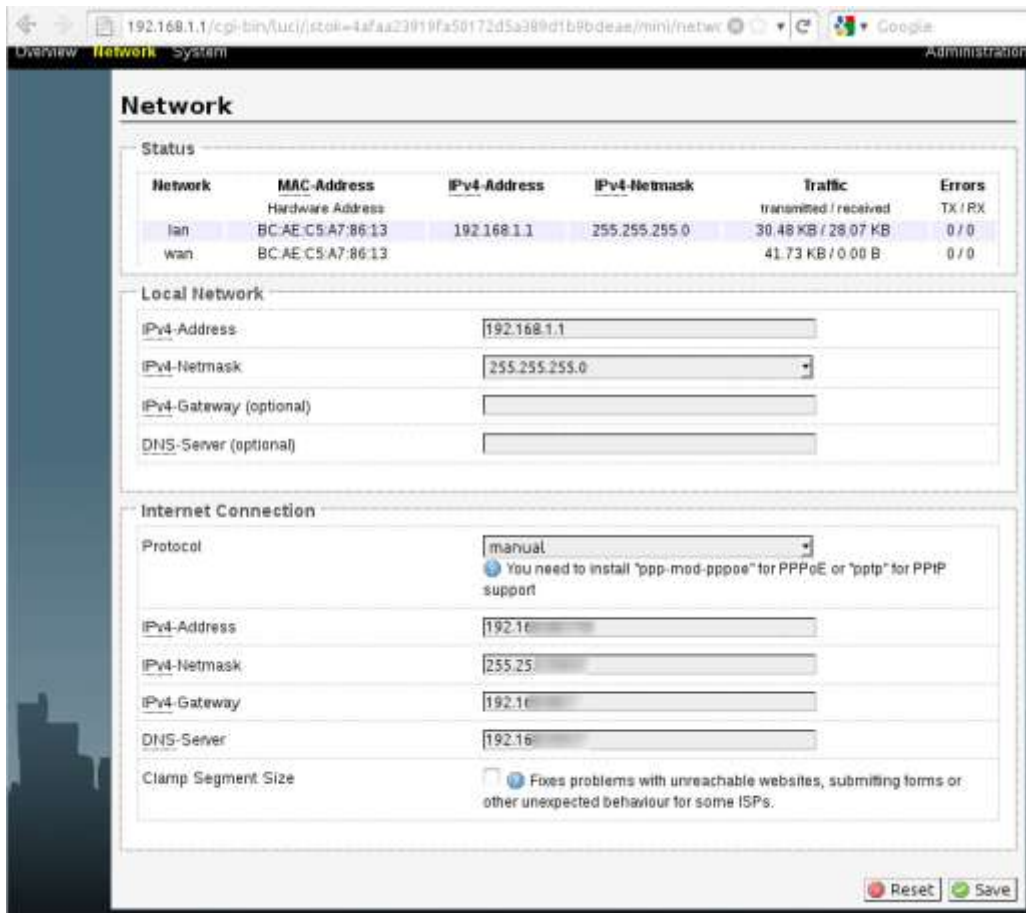 192.168.1.1/cgi-bin/luci/;stok=4afaa23919fa50172d5a389d1b9bdeae/mini/netwo
Google
Overview Network System Administration
Network
Status
Network MAC-Address IPv4-Address IPv4-Netmask Traffic Errors
Hardware Address transmitted / received TX / RX
lan BC:AE:C5:A7:86:13 192.168.1.1 255.255.255.0 30.48 KB / 28.07 KB 0 / 0
wan BC:AE:C5:A7:86:13 41.73 KB / 0.00 B 0 / 0
Local Network
IPv4-Address 192.168.1.1
IPv4-Netmask 255.255.255.0
IPv4-Gateway (optional)
DNS-Server (optional)
Internet Connection
Protocol manual
You need to install "ppp-mod-pppoe" for PPPoE or "pptp" for PPtP
support
IPv4-Address 192.16
IPv4-Netmask 255.25
IPv4-Gateway 192.16
DNS-Server 192.16
Clamp Segment Size Fixes problems with unreachable websites, submitting forms or
other unexpected behaviour for some ISPs.
Reset Save